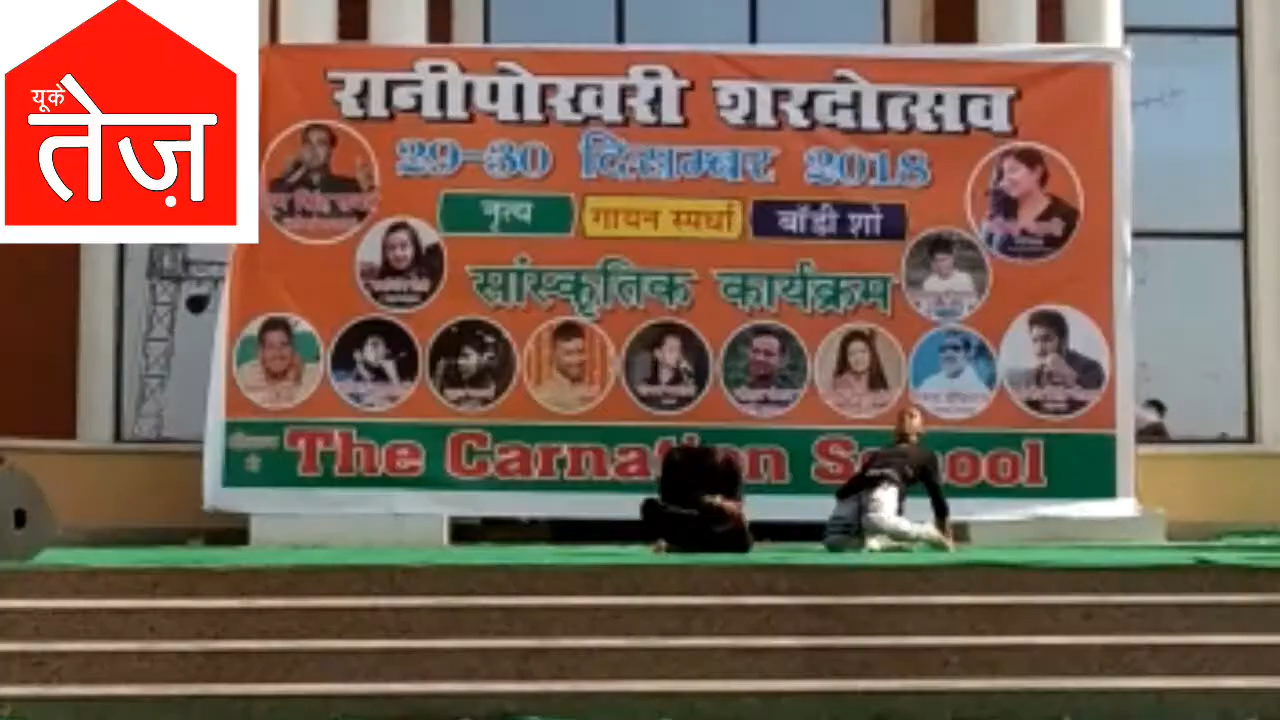 यूके
तेज़
रानीपोखरी शरदोत्सव
29-30 दिसम्बर 2018
नृत्य
गायन स्पर्धा
बॉडी शो
सांस्कृतिक कार्यक्रम
The Carnation School